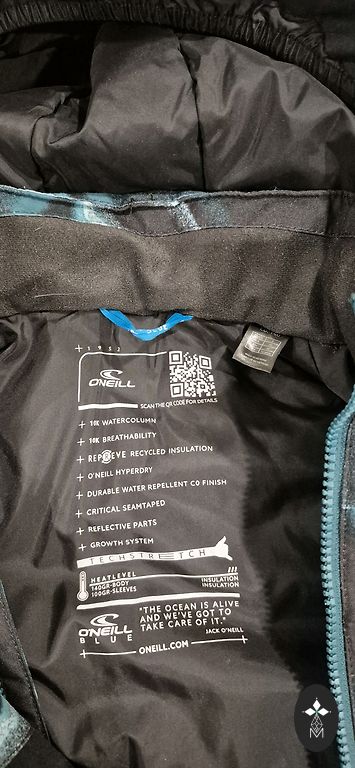 BLUE
+ 1952
O'NEILL
SCAN THE QR CODE FOR DETAILS
+ 10K WATERCOLUMN
+ 10K BREATHABILITY
+ REPREVE RECYCLED INSULATION
+ O'NEILL HYPERDRY
+ DURABLE WATER REPELLENT C0 FINISH
+ CRITICAL SEAMTAPED
+ REFLECTIVE PARTS
+ GROWTH SYSTEM
TECHSTRETCH
HEATLEVEL ///
140GR-BODY INSULATION
100GR-SLEEVES INSULATION
O'NEILL
BLUE
"THE OCEAN IS ALIVE
AND WE'VE GOT TO
TAKE CARE OF IT."
JACK O'NEILL
ONEILL.COM
M